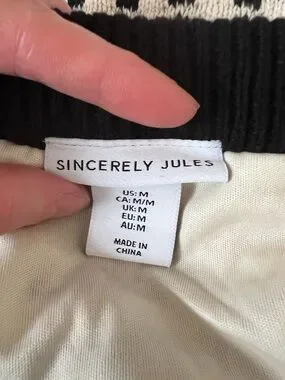 SINCERELY JULES
US: M
CA: M/M
UK: M
EU: M
AU: M
MADE IN
CHINA